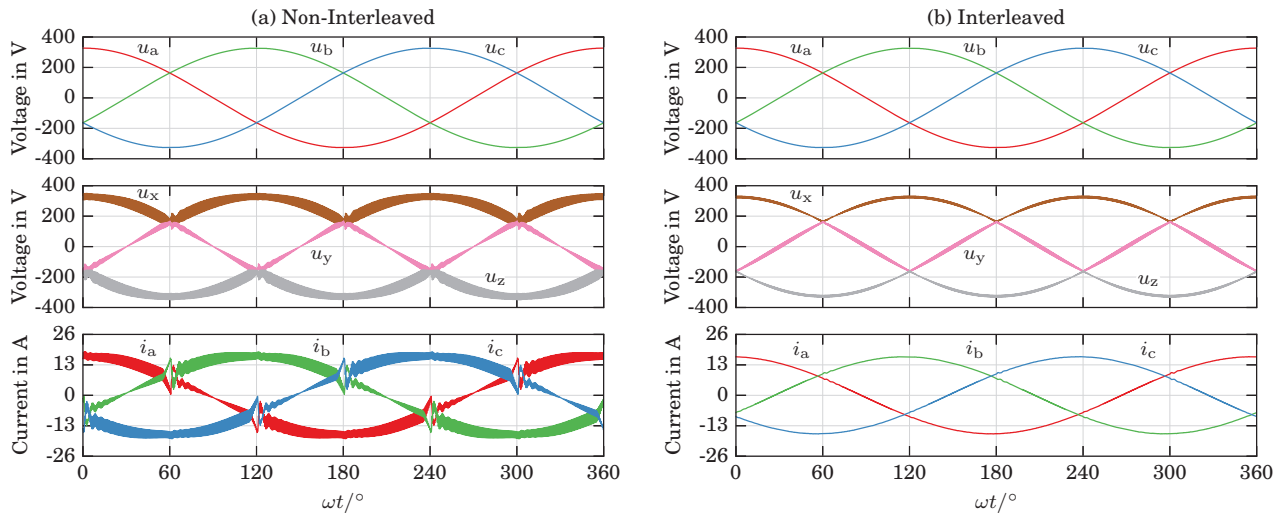 (a) Non-Interleaved
400
200
0
-200
-400
Voltage in V
u_a
u_b
u_c
400
200
0
-200
-400
Voltage in V
u_x
u_y
u_z
26
13
0
-13
-26
Current in A
i_a
i_b
i_c
0 60 120 180 240 300 360
ωt/°
(b) Interleaved
400
200
0
-200
-400
Voltage in V
u_a
u_b
u_c
400
200
0
-200
-400
Voltage in V
u_x
u_y
u_z
26
13
0
-13
-26
Current in A
i_a
i_b
i_c
0 60 120 180 240 300 360
ωt/°